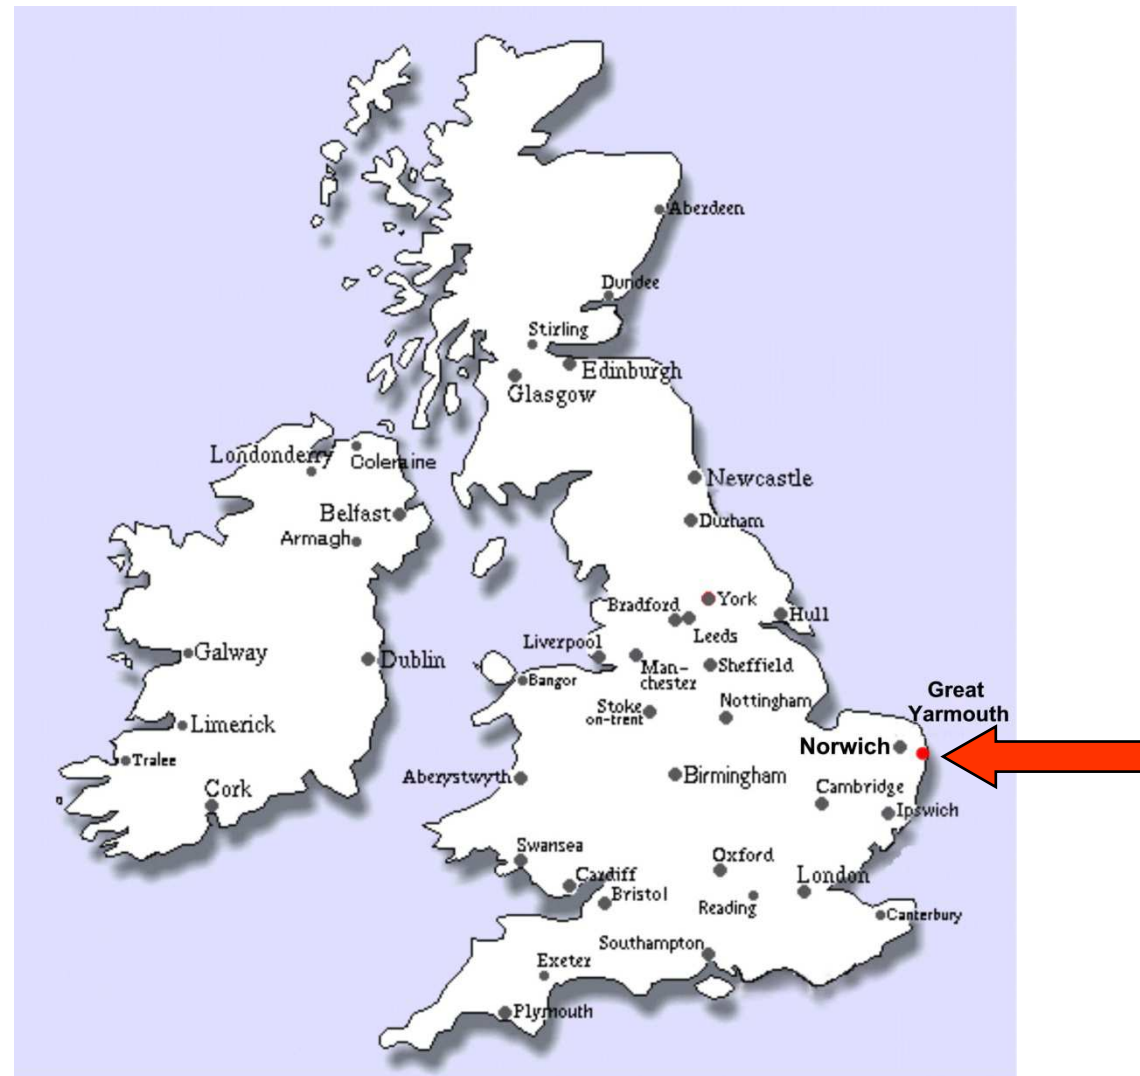 Aberdeen
Dundee
Stirling
Edinburgh
Glasgow
Londonderry
Coleraine
Newcastle
Belfast
Durham
Armagh
York
Bradford
Hull
Leeds
Liverpool
Galway
Dublin
Man-
chester
Sheffield
Bangor
Great
Yarmouth
Nottingham
Stoke
on-trent
Limerick
Norwich
Tralee
Aberystwyth
Birmingham
Cork
Cambridge
Ipswich
Swansea
Oxford
Cardiff
London
Bristol
Reading
Canterbury
Southampton
Exeter
Plymouth